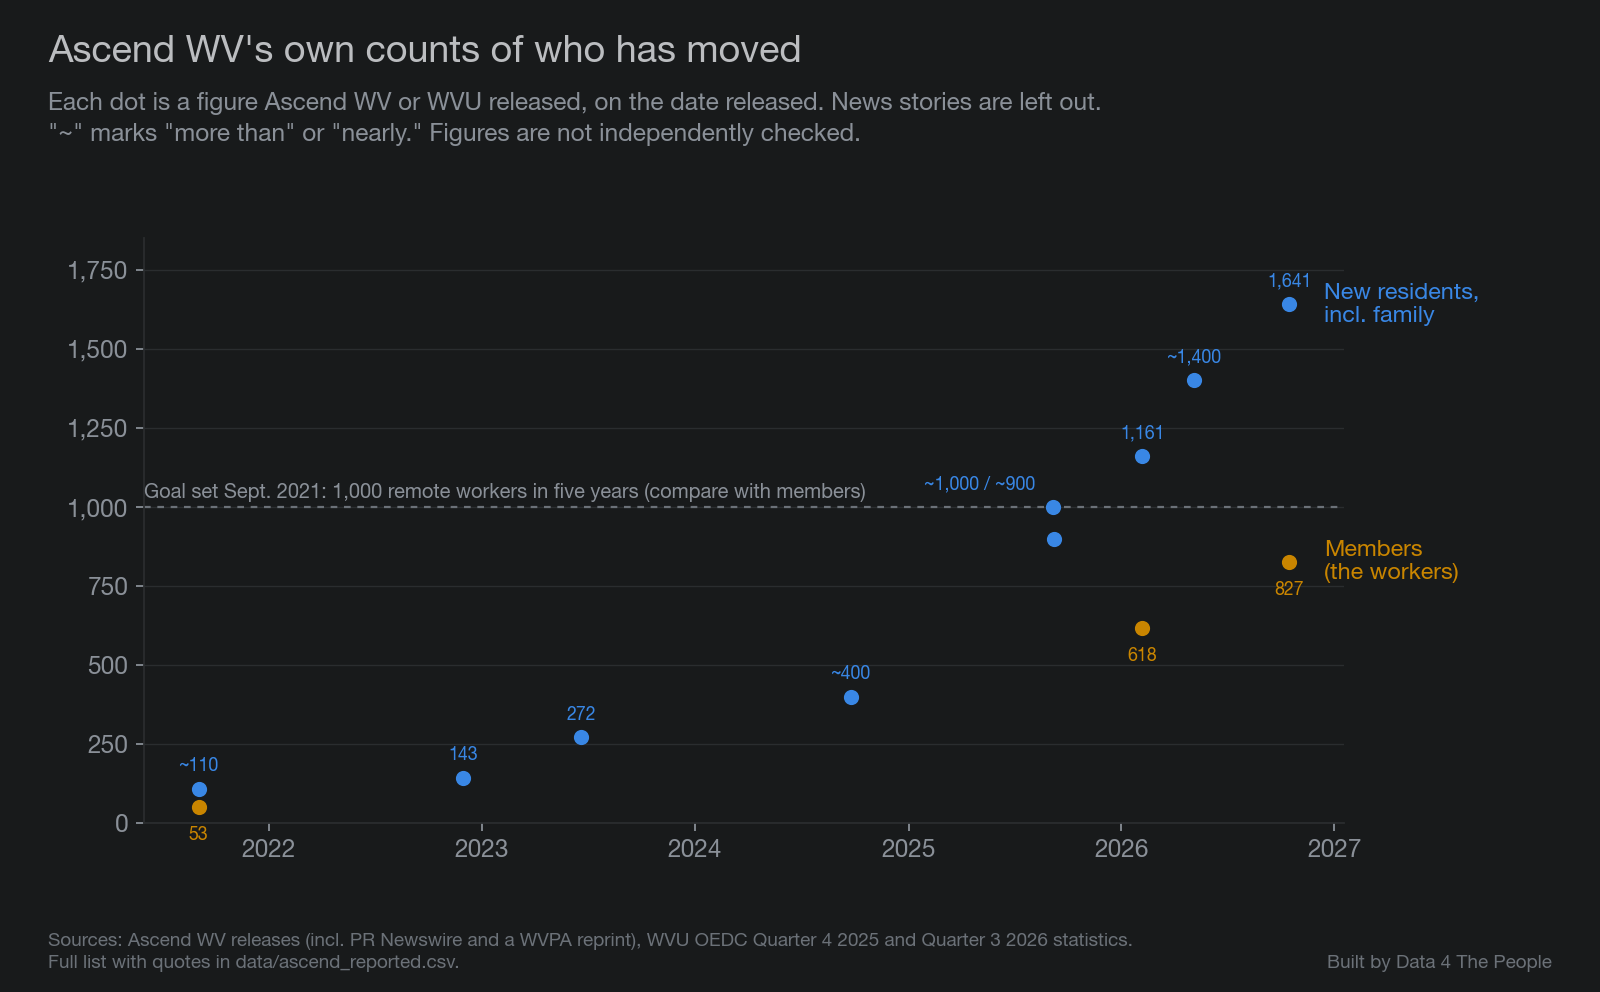 Ascend WV's own counts of who has moved
Each dot is a figure Ascend WV or WVU released, on the date released. News stories are left out.
"~" marks "more than" or "nearly." Figures are not independently checked.
1,750
1,641
New residents,
incl. family
1,500
~1,400
1,250
1,161
Goal set Sept. 2021: 1,000 remote workers in five years (compare with members)
~1,000 / ~900
1,000
Members
(the workers)
750
827
618
500
~400
272
250
143
~110
0
53
2022
2023
2024
2025
2026
2027
Sources: Ascend WV releases (incl. PR Newswire and a WVPA reprint), WVU OEDC Quarter 4 2025 and Quarter 3 2026 statistics.
Full list with quotes in data/ascend_reported.csv.
Built by Data 4 The People